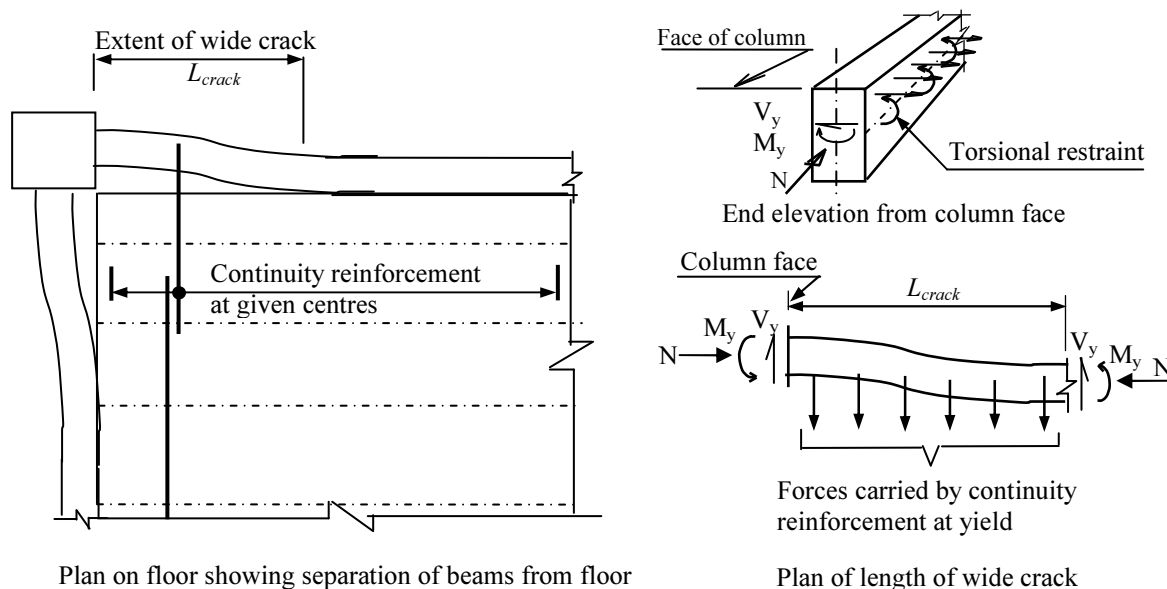 Extent of wide crack
L_crack
Continuity reinforcement
at given centres
Plan on floor showing separation of beams from floor
Face of column
V_y
M_y
N
Torsional restraint
End elevation from column face
Column face
L_crack
N
M_y
V_y
V_y
M_y
N
Forces carried by continuity
reinforcement at yield
Plan of length of wide crack